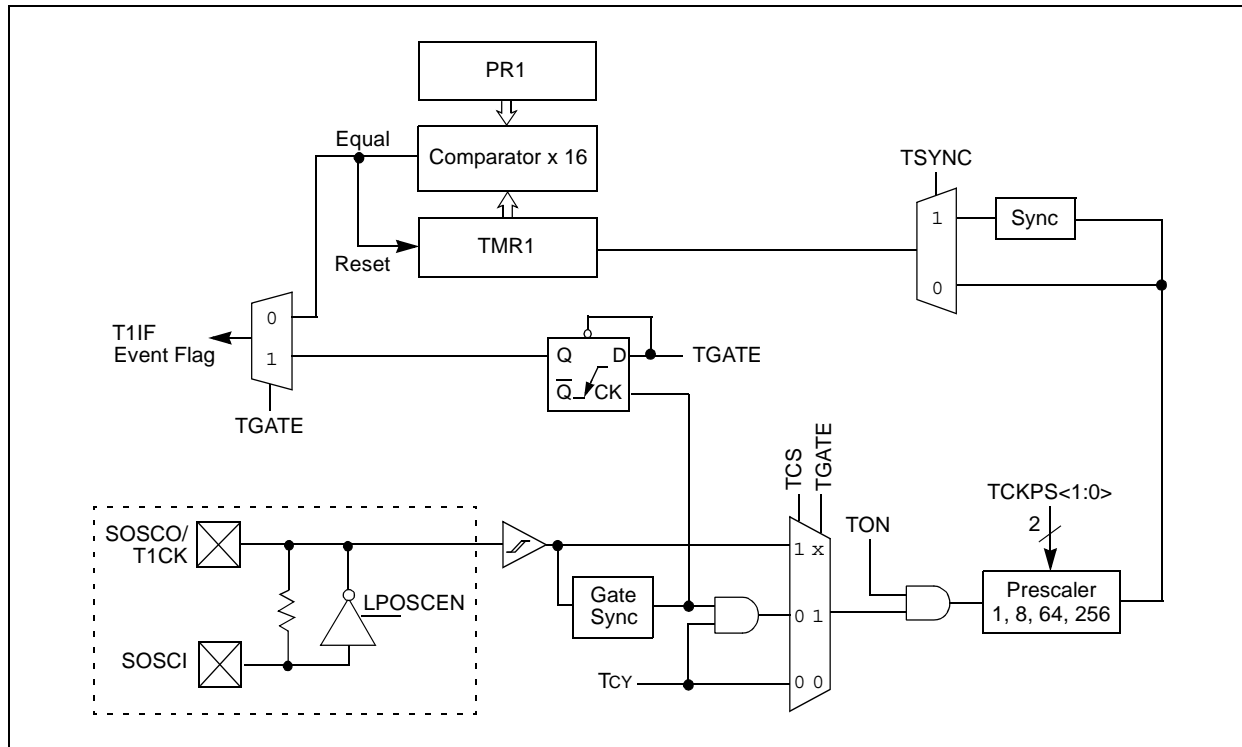 PR1
Equal
Comparator x 16
TSYNC
1
Sync
Reset
TMR1
0
0
T1IF
Event Flag
1
Q
D
TGATE
Q̅
CK
TGATE
TCS
TGATE
TCKPS<1:0>
2
SOSCO/
T1CK
TON
1 x
Prescaler
1, 8, 64, 256
LPOSCEN
Gate
Sync
0 1
SOSCI
TCY
0 0